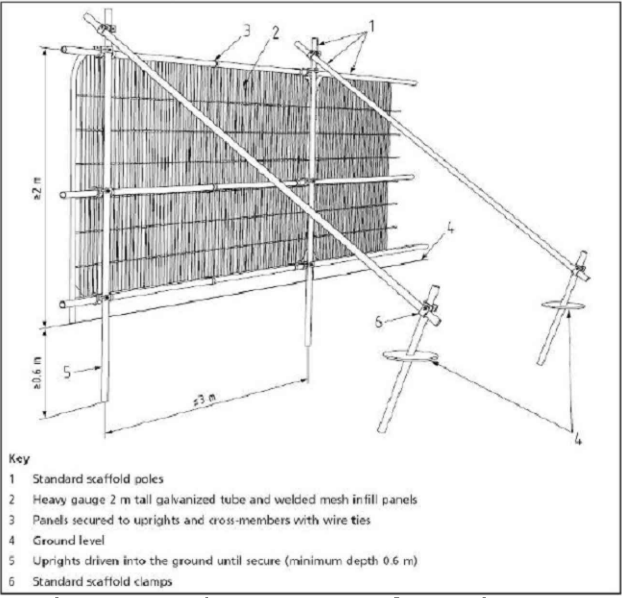 1
3
2
≥2 m
4
6
5
≥0.6 m
≤3 m
4
Key
1 Standard scaffold poles
2 Heavy gauge 2 m tall galvanized tube and welded mesh infill panels
3 Panels secured to uprights and cross-members with wire ties
4 Ground level
5 Uprights driven into the ground until secure (minimum depth 0.6 m)
6 Standard scaffold clamps